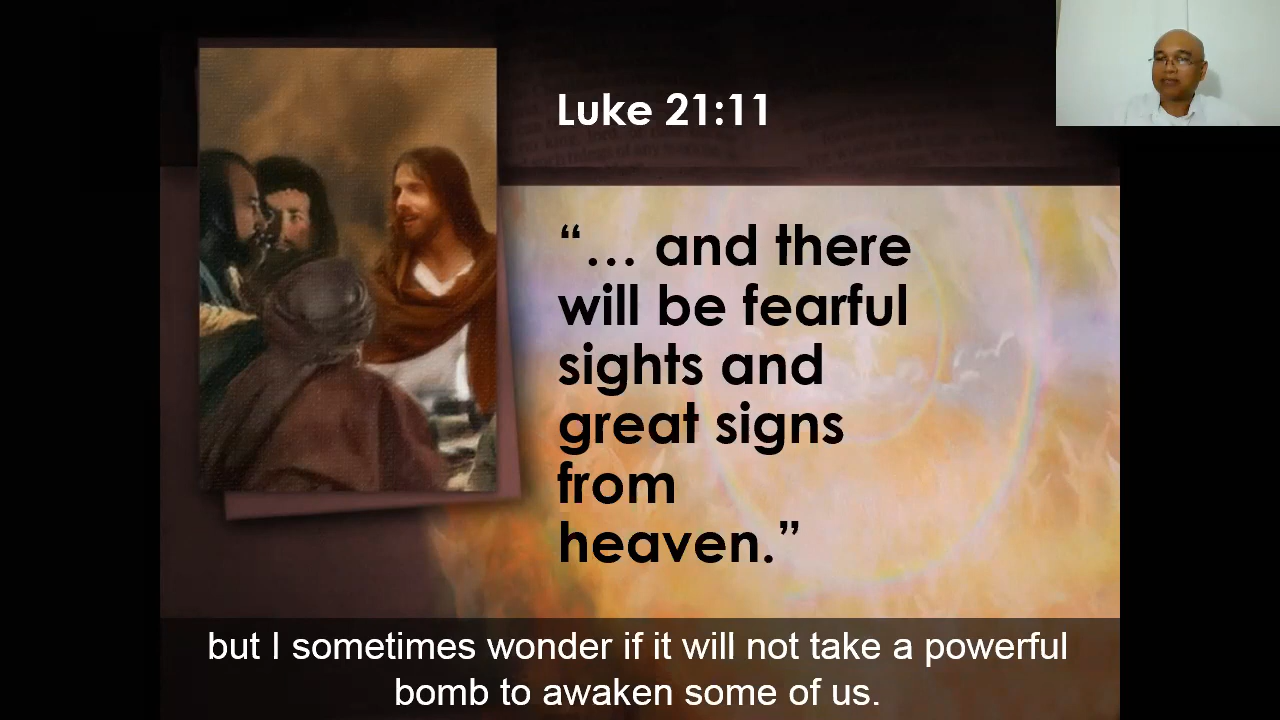 Luke 21:11
“… and there
will be fearful
sights and
great signs
from
heaven.”
but I sometimes wonder if it will not take a powerful
bomb to awaken some of us.